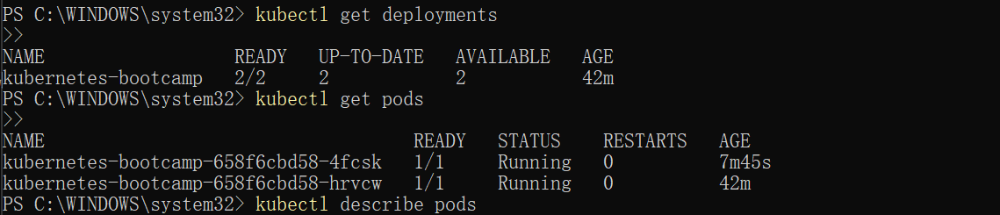 PS C:\WINDOWS\system32> kubectl get deployments
>>
NAME                  READY   UP-TO-DATE   AVAILABLE   AGE
kubernetes-bootcamp   2/2     2            2           42m
PS C:\WINDOWS\system32> kubectl get pods
>>
NAME                                   READY   STATUS    RESTARTS   AGE
kubernetes-bootcamp-658f6cbd58-4fcsk   1/1     Running   0          7m45s
kubernetes-bootcamp-658f6cbd58-hrvcw   1/1     Running   0          42m
PS C:\WINDOWS\system32> kubectl describe pods